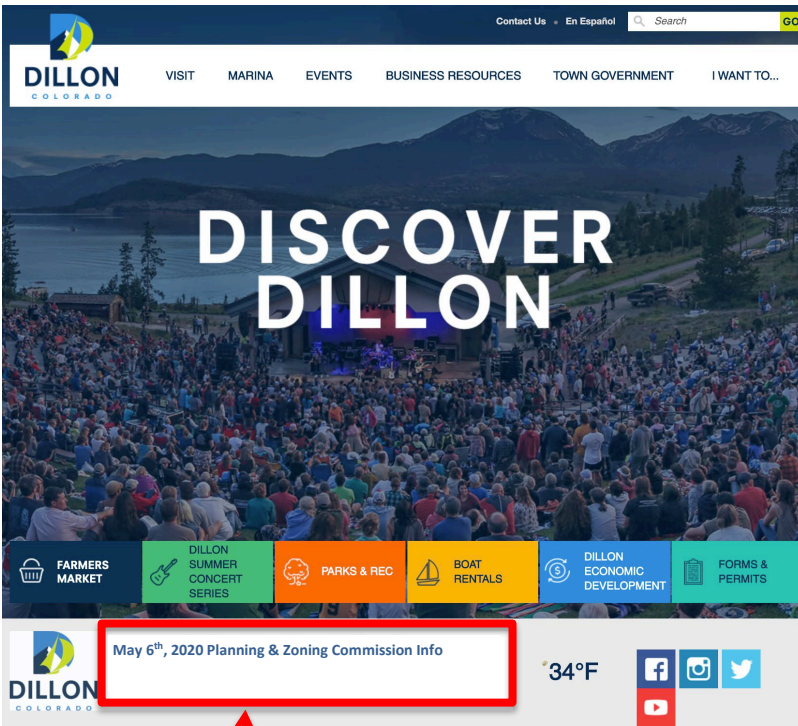 Contact Us • En Español Search GO
DILLON
COLORADO
VISIT MARINA EVENTS BUSINESS RESOURCES TOWN GOVERNMENT I WANT TO...
DISCOVER
DILLON
FARMERS
MARKET
DILLON
SUMMER
CONCERT
SERIES
PARKS & REC
BOAT
RENTALS
DILLON
ECONOMIC
DEVELOPMENT
FORMS &
PERMITS
DILLON
COLORADO
May 6th, 2020 Planning & Zoning Commission Info
34°F